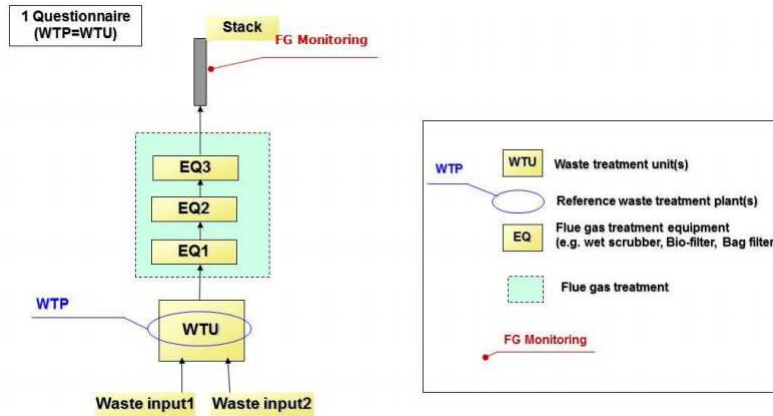 1 Questionnaire
(WTP=WTU)
Stack
FG Monitoring
EQ3
EQ2
EQ1
WTP
WTU
Waste input1
Waste input2
WTU
Waste treatment unit(s)
WTP
Reference waste treatment plant(s)
EQ
Flue gas treatment equipment
(e.g. wet scrubber, Bio-filter, Bag filter
Flue gas treatment
FG Monitoring